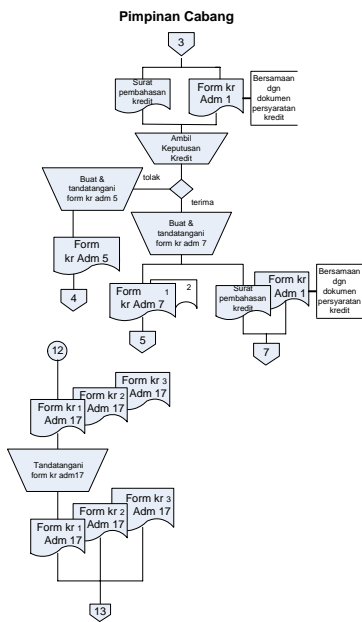 Pimpinan Cabang
3
Surat
pembahasan
kredit
Form kr
Adm 1
Bersamaan
dgn
dokumen
persyaratan
kredit
Ambil
Keputusan
Kredit
Buat &
tandatangani
form kr adm 5
tolak
terima
Buat &
tandatangani
form kr adm 7
Form
kr Adm 5
4
Form 1
kr Adm 7
2
5
Surat
pembahasan
kredit
Form kr
Adm 1
Bersamaan
dgn
dokumen
persyaratan
kredit
7
12
Form kr 3
Adm 17
Form kr 2
Adm 17
Form kr 1
Adm 17
Tandatangani
form kr adm17
Form kr 3
Adm 17
Form kr 2
Adm 17
Form kr 1
Adm 17
13